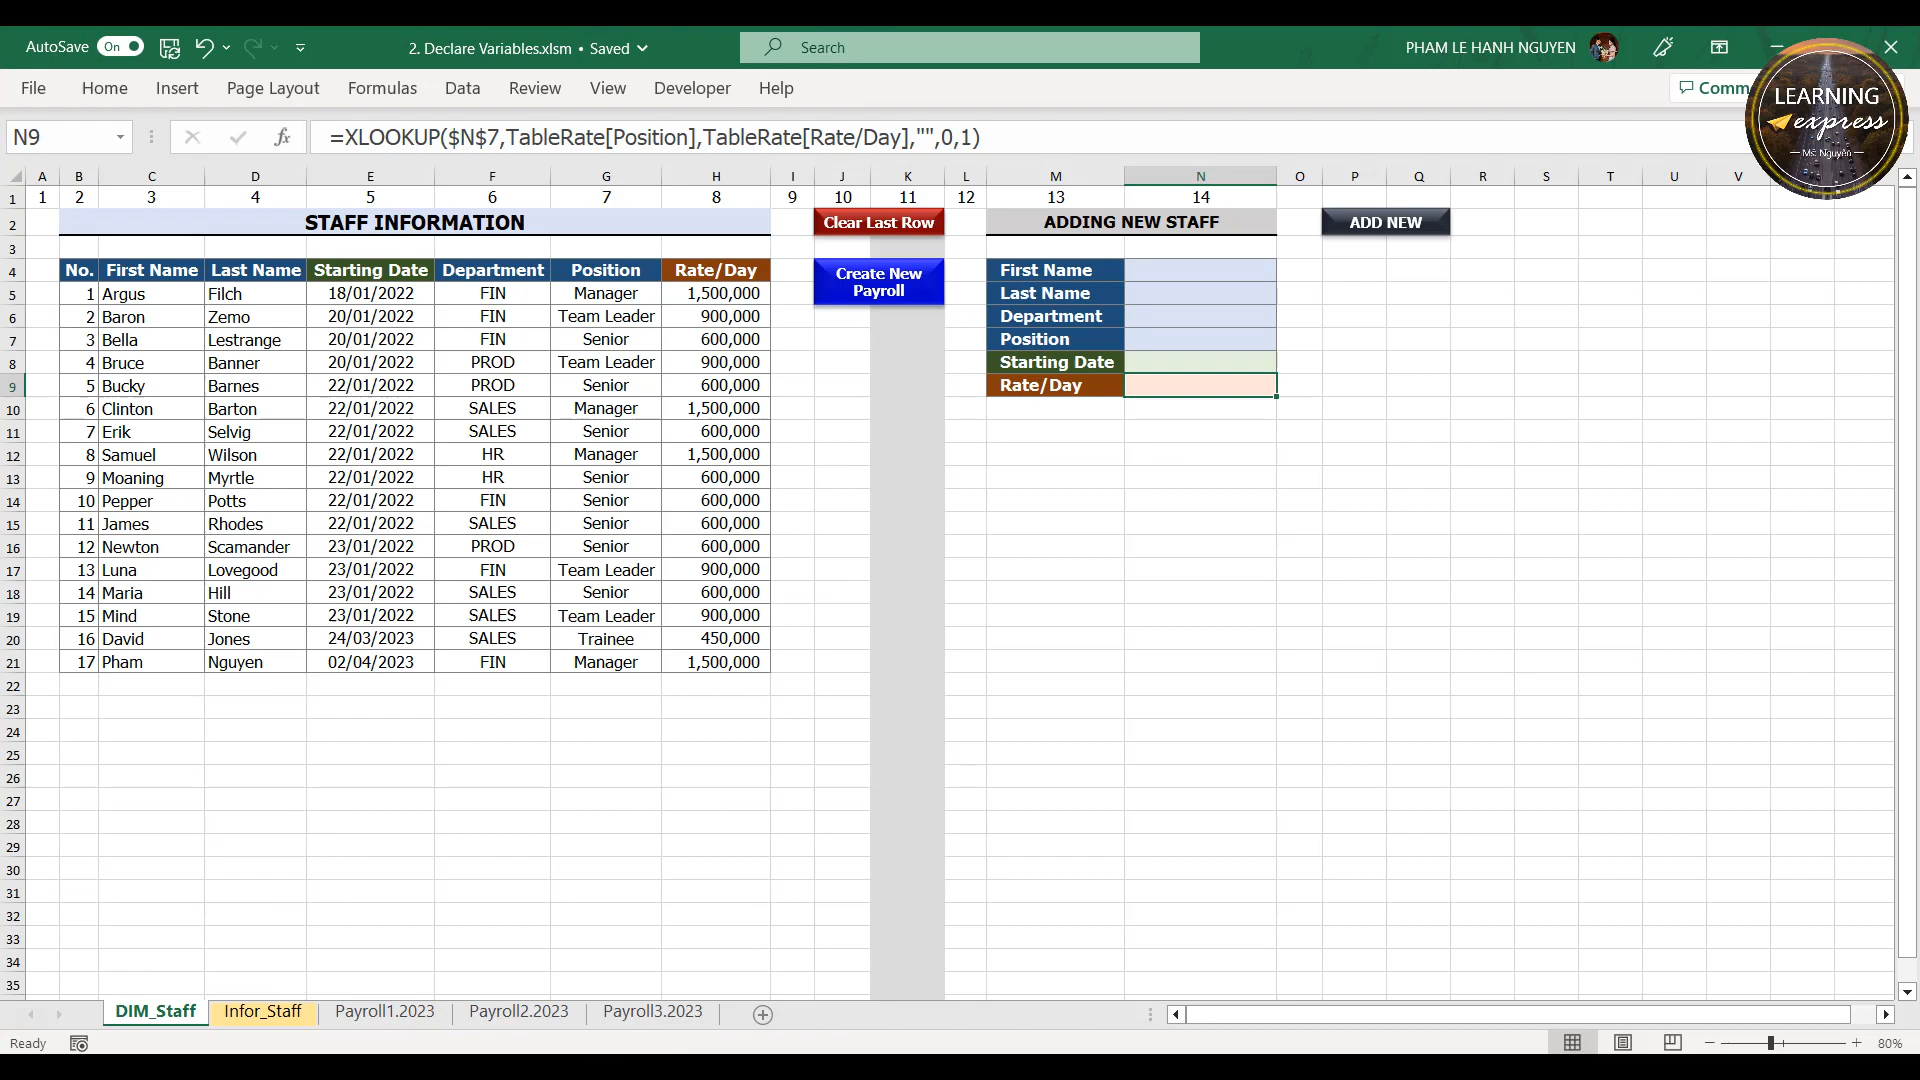 AutoSave On 2. Declare Variables.xlsm • Saved Search PHAM LE HANH NGUYEN
File Home Insert Page Layout Formulas Data Review View Developer Help Comm
LEARNING
express
Ms. Nguyên
N9 fx =XLOOKUP($N$7,TableRate[Position],TableRate[Rate/Day],"",0,1)
A B C D E F G H I J K L M N O P Q R S T U V
1 1 2 3 4 5 6 7 8 9 10 11 12 13 14
2 STAFF INFORMATION Clear Last Row ADDING NEW STAFF ADD NEW
3
4 No. First Name Last Name Starting Date Department Position Rate/Day Create New First Name
5 1 Argus Filch 18/01/2022 FIN Manager 1,500,000 Payroll Last Name
6 2 Baron Zemo 20/01/2022 FIN Team Leader 900,000 Department
7 3 Bella Lestrange 20/01/2022 FIN Senior 600,000 Position
8 4 Bruce Banner 20/01/2022 PROD Team Leader 900,000 Starting Date
9 5 Bucky Barnes 22/01/2022 PROD Senior 600,000 Rate/Day
10 6 Clinton Barton 22/01/2022 SALES Manager 1,500,000
11 7 Erik Selvig 22/01/2022 SALES Senior 600,000
12 8 Samuel Wilson 22/01/2022 HR Manager 1,500,000
13 9 Moaning Myrtle 22/01/2022 HR Senior 600,000
14 10 Pepper Potts 22/01/2022 FIN Senior 600,000
15 11 James Rhodes 22/01/2022 SALES Senior 600,000
16 12 Newton Scamander 23/01/2022 PROD Senior 600,000
17 13 Luna Lovegood 23/01/2022 FIN Team Leader 900,000
18 14 Maria Hill 23/01/2022 SALES Senior 600,000
19 15 Mind Stone 23/01/2022 SALES Team Leader 900,000
20 16 David Jones 24/03/2023 SALES Trainee 450,000
21 17 Pham Nguyen 02/04/2023 FIN Manager 1,500,000
22
23
24
25
26
27
28
29
30
31
32
33
34
35
DIM_Staff Infor_Staff Payroll1.2023 Payroll2.2023 Payroll3.2023
Ready 80%